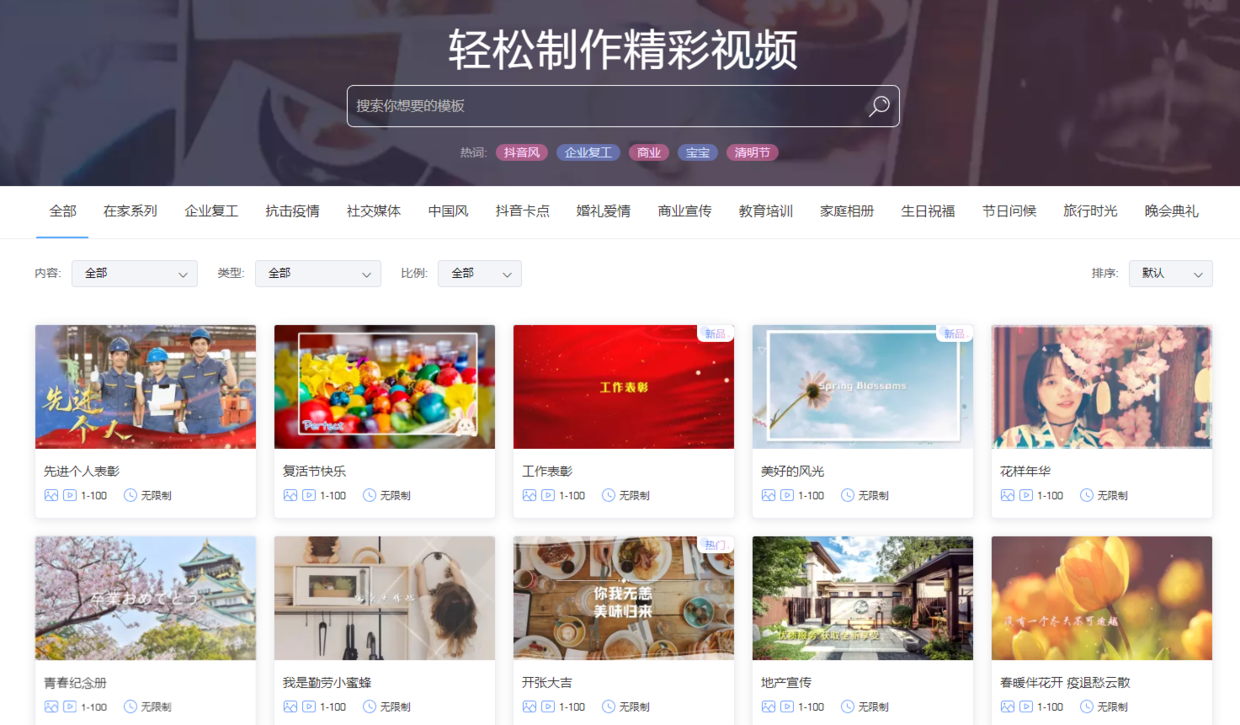 轻松制作精彩视频
搜索你想要的模板
热词: 抖音风 企业复工 商业 宝宝 清明节
全部 在家系列 企业复工 抗击疫情 社交媒体 中国风 抖音卡点 婚礼爱情 商业宣传 教育培训 家庭相册 生日祝福 节日问候 旅行时光 晚会典礼
内容: 全部 类型: 全部 比例: 全部 排序: 默认
先进
个人
Perfect
新品
工作表彰
新品
Spring Blossoms
先进个人表彰 复活节快乐 工作表彰 美好的风光 花样年华
1-100 无限制 1-100 无限制 1-100 无限制 1-100 无限制 1-100 无限制
卒業おめでとう
热门
你我无恙
美味归来
没有一个冬天不可逾越
青春纪念册 我是勤劳小蜜蜂 开张大吉 地产宣传 春暖伴花开 疫退愁云散
1-100 无限制 1-100 无限制 1-100 无限制 1-100 无限制 1-100 无限制